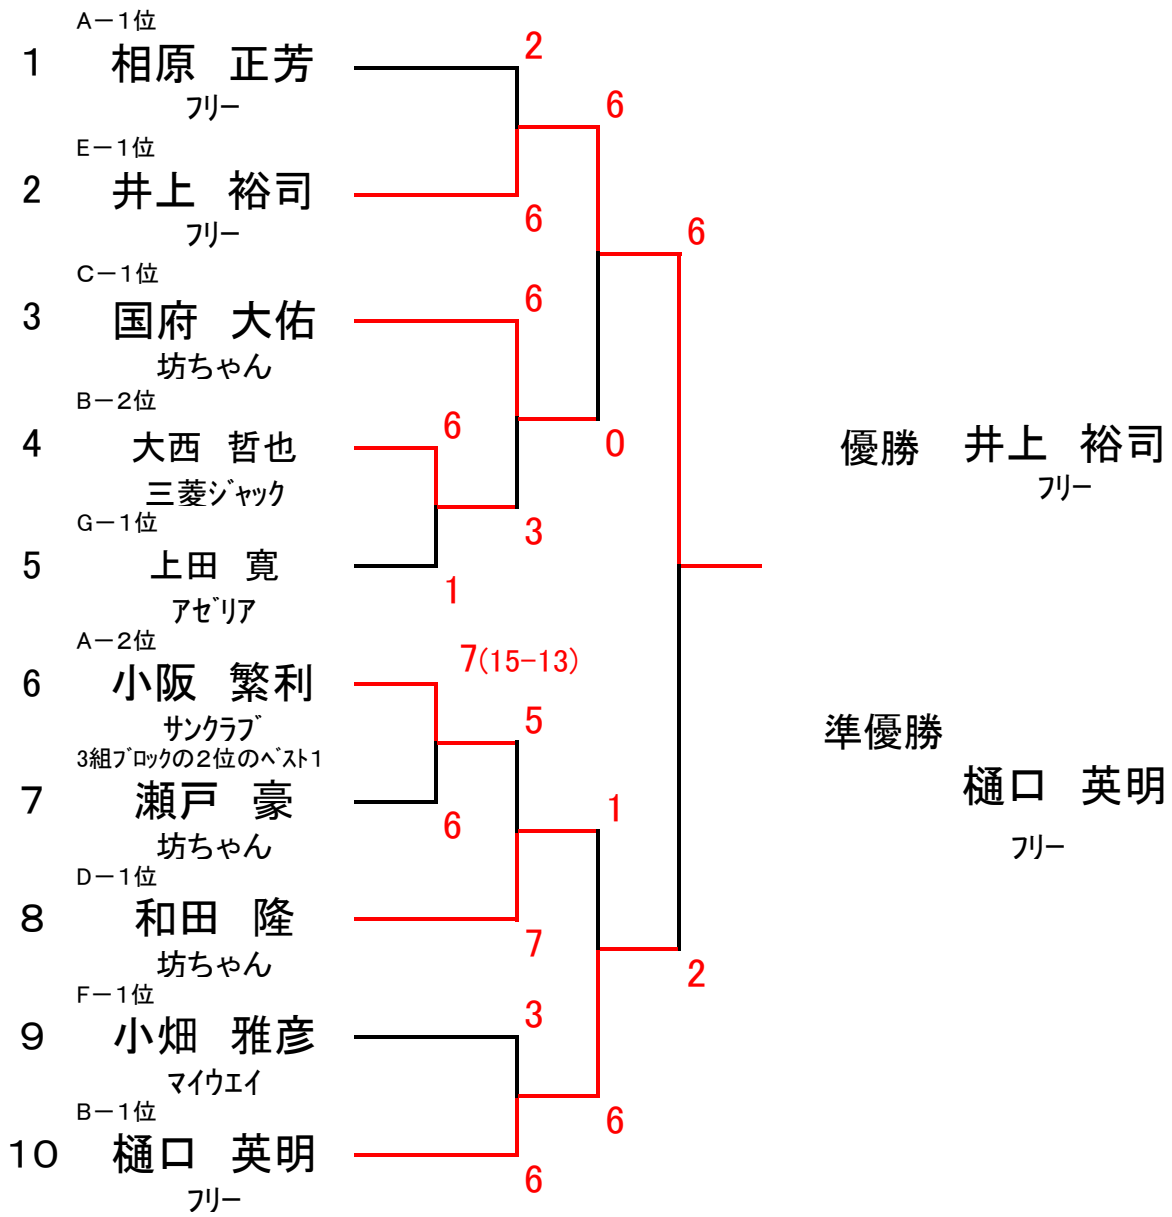 A－1位
1 相原 正芳 2
フリー
6
E－1位
2 井上 裕司
フリー
6
6
C－1位
3 国府 大佑 6
坊ちゃん
B－2位
4 大西 哲也 6 0
三菱ジャック
優勝 井上 裕司
フリー
G－1位
3
5 上田 寛 1
アゼリア
A－2位
6 小阪 繁利 7(15-13)
サンクラブ
5
3組ブロックの2位のベスト1
7 瀬戸 豪 6 1
坊ちゃん
準優勝
樋口 英明
フリー
D－1位
8 和田 隆 7
坊ちゃん
2
F－1位
9 小畑 雅彦 3
マイウエイ
B－1位
6
10 樋口 英明 6
フリー